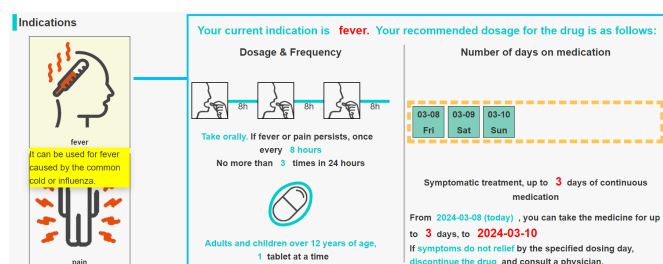 Indications
fever
It can be used for fever
caused by the common
cold or influenza.
pain
Your current indication is fever. Your recommended dosage for the drug is as follows:
Dosage & Frequency
8h 8h 8h
Take orally. If fever or pain persists, once
every 8 hours
No more than 3 times in 24 hours
Adults and children over 12 years of age,
1 tablet at a time
Number of days on medication
03-08 03-09 03-10
Fri Sat Sun
Symptomatic treatment, up to 3 days of continuous
medication
From 2024-03-08 (today) , you can take the medicine for up
to 3 days, to 2024-03-10
If symptoms do not relief by the specified dosing day,
discontinue the drug and consult a physician.